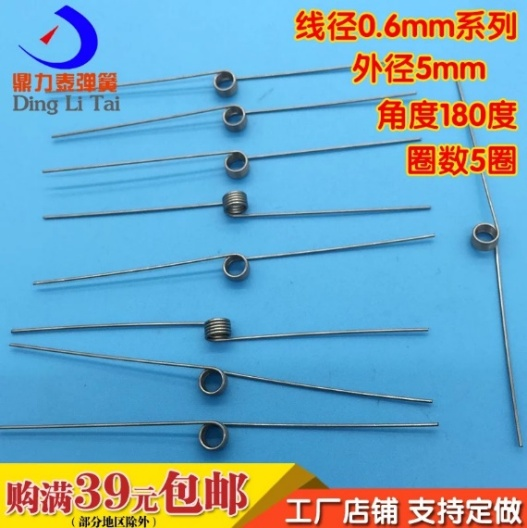 鼎力泰弹簧
Ding Li Tai
线径0.6mm系列
外径5mm
角度180度
圈数5圈
购满39元包邮
(部分地区除外)
工厂店铺 支持定做